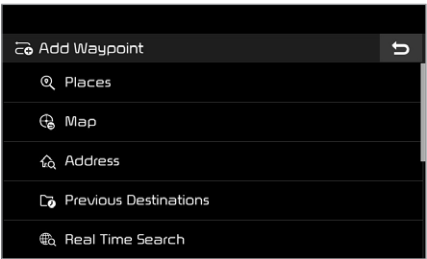 Add Waypoint
Places
Map
Address
Previous Destinations
Real Time Search